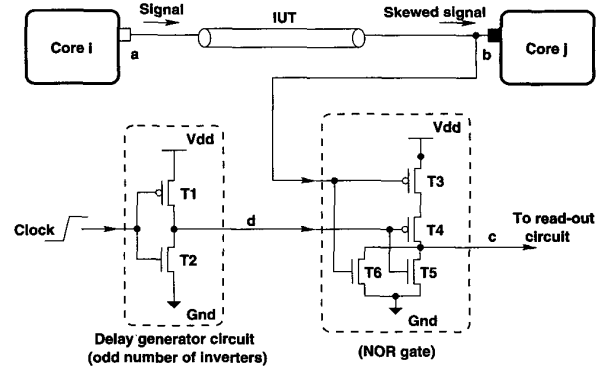 Signal
IUT
Skewed signal
Core i
a
b
Core j
Vdd
Vdd
T1
T3
Clock
d
T4
c
To read-out
circuit
T2
T6
T5
Gnd
Gnd
Delay generator circuit
(odd number of inverters)
(NOR gate)